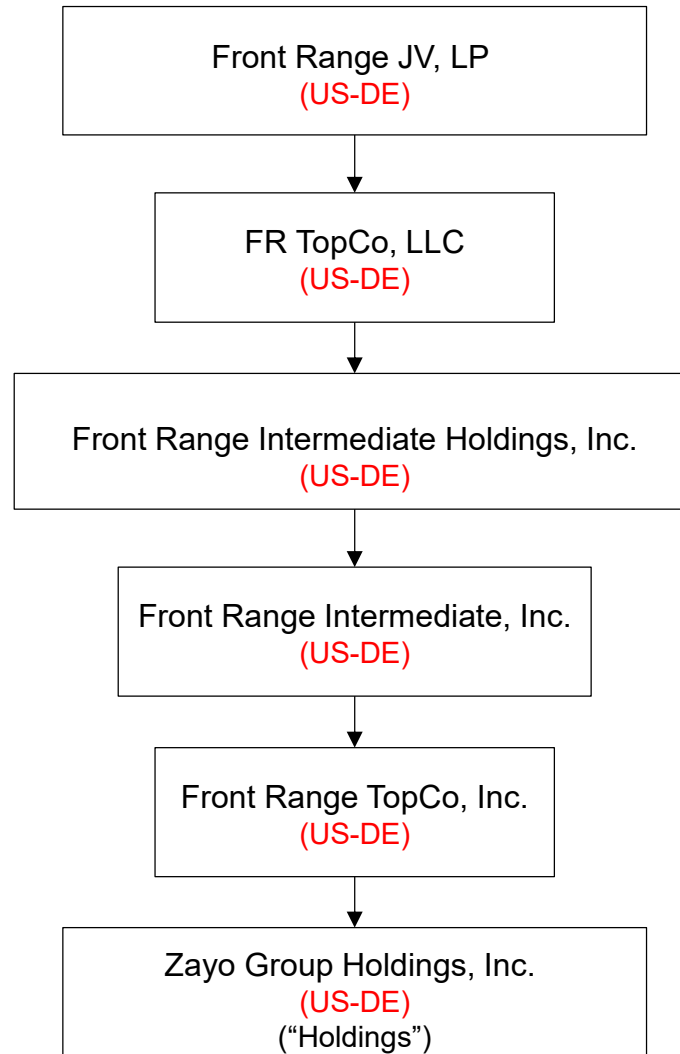 Front Range JV, LP
(US-DE)
FR TopCo, LLC
(US-DE)
Front Range Intermediate Holdings, Inc.
(US-DE)
Front Range Intermediate, Inc.
(US-DE)
Front Range TopCo, Inc.
(US-DE)
Zayo Group Holdings, Inc.
(US-DE)
(“Holdings”)